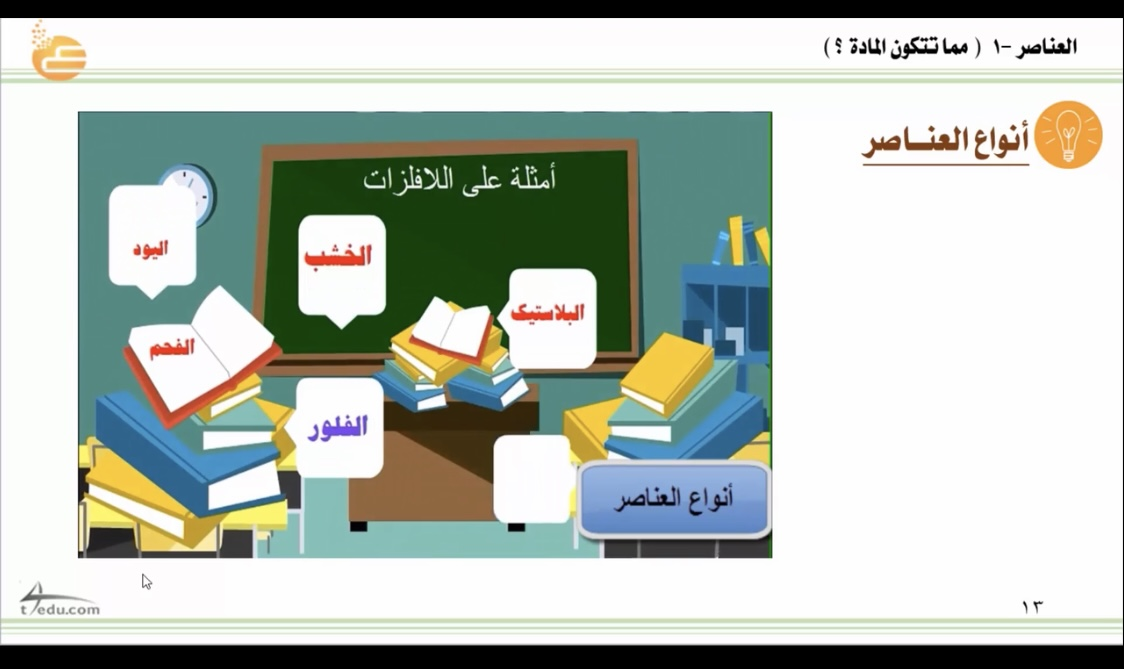 العناصر -١ ( مما تتكون المادة ؟ )
أنواع العنــاصر
أمثلة على اللافلزات
اليود
الخشب
البلاستيك
الفحم
الفلور
أنواع العناصر
t4edu.com
١٣